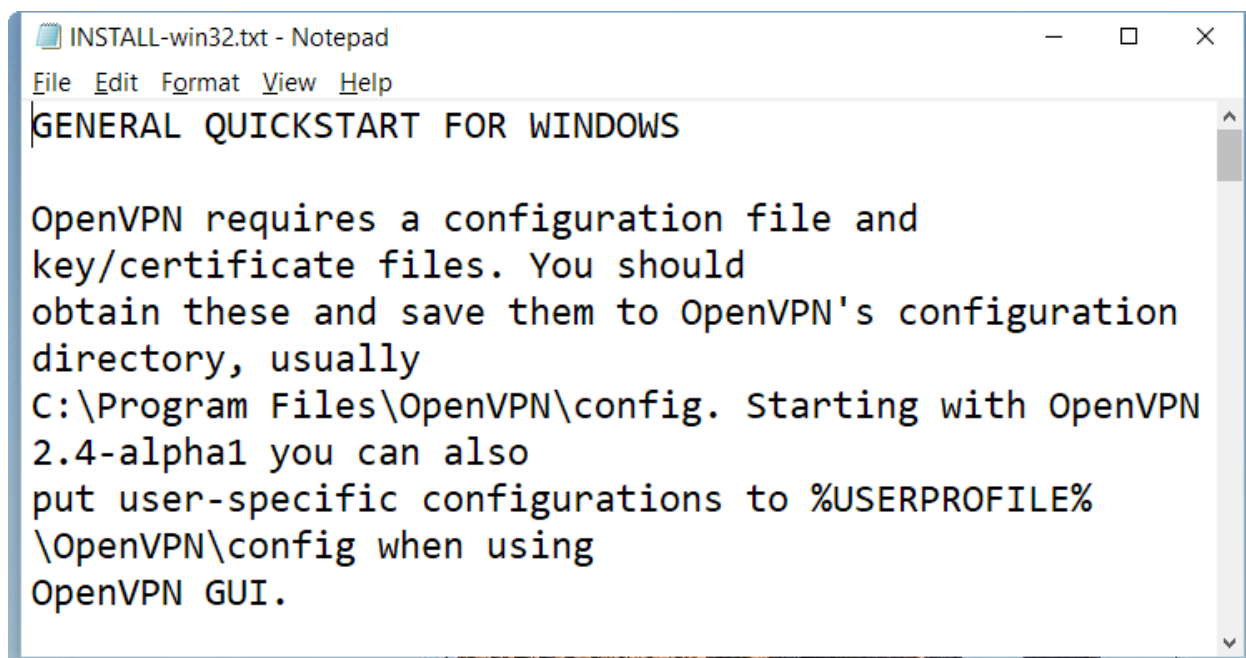 INSTALL-win32.txt - Notepad
File Edit Format View Help
GENERAL QUICKSTART FOR WINDOWS
OpenVPN requires a configuration file and
key/certificate files. You should
obtain these and save them to OpenVPN's configuration
directory, usually
C:\Program Files\OpenVPN\config. Starting with OpenVPN
2.4-alpha1 you can also
put user-specific configurations to %USERPROFILE%
\OpenVPN\config when using
OpenVPN GUI.